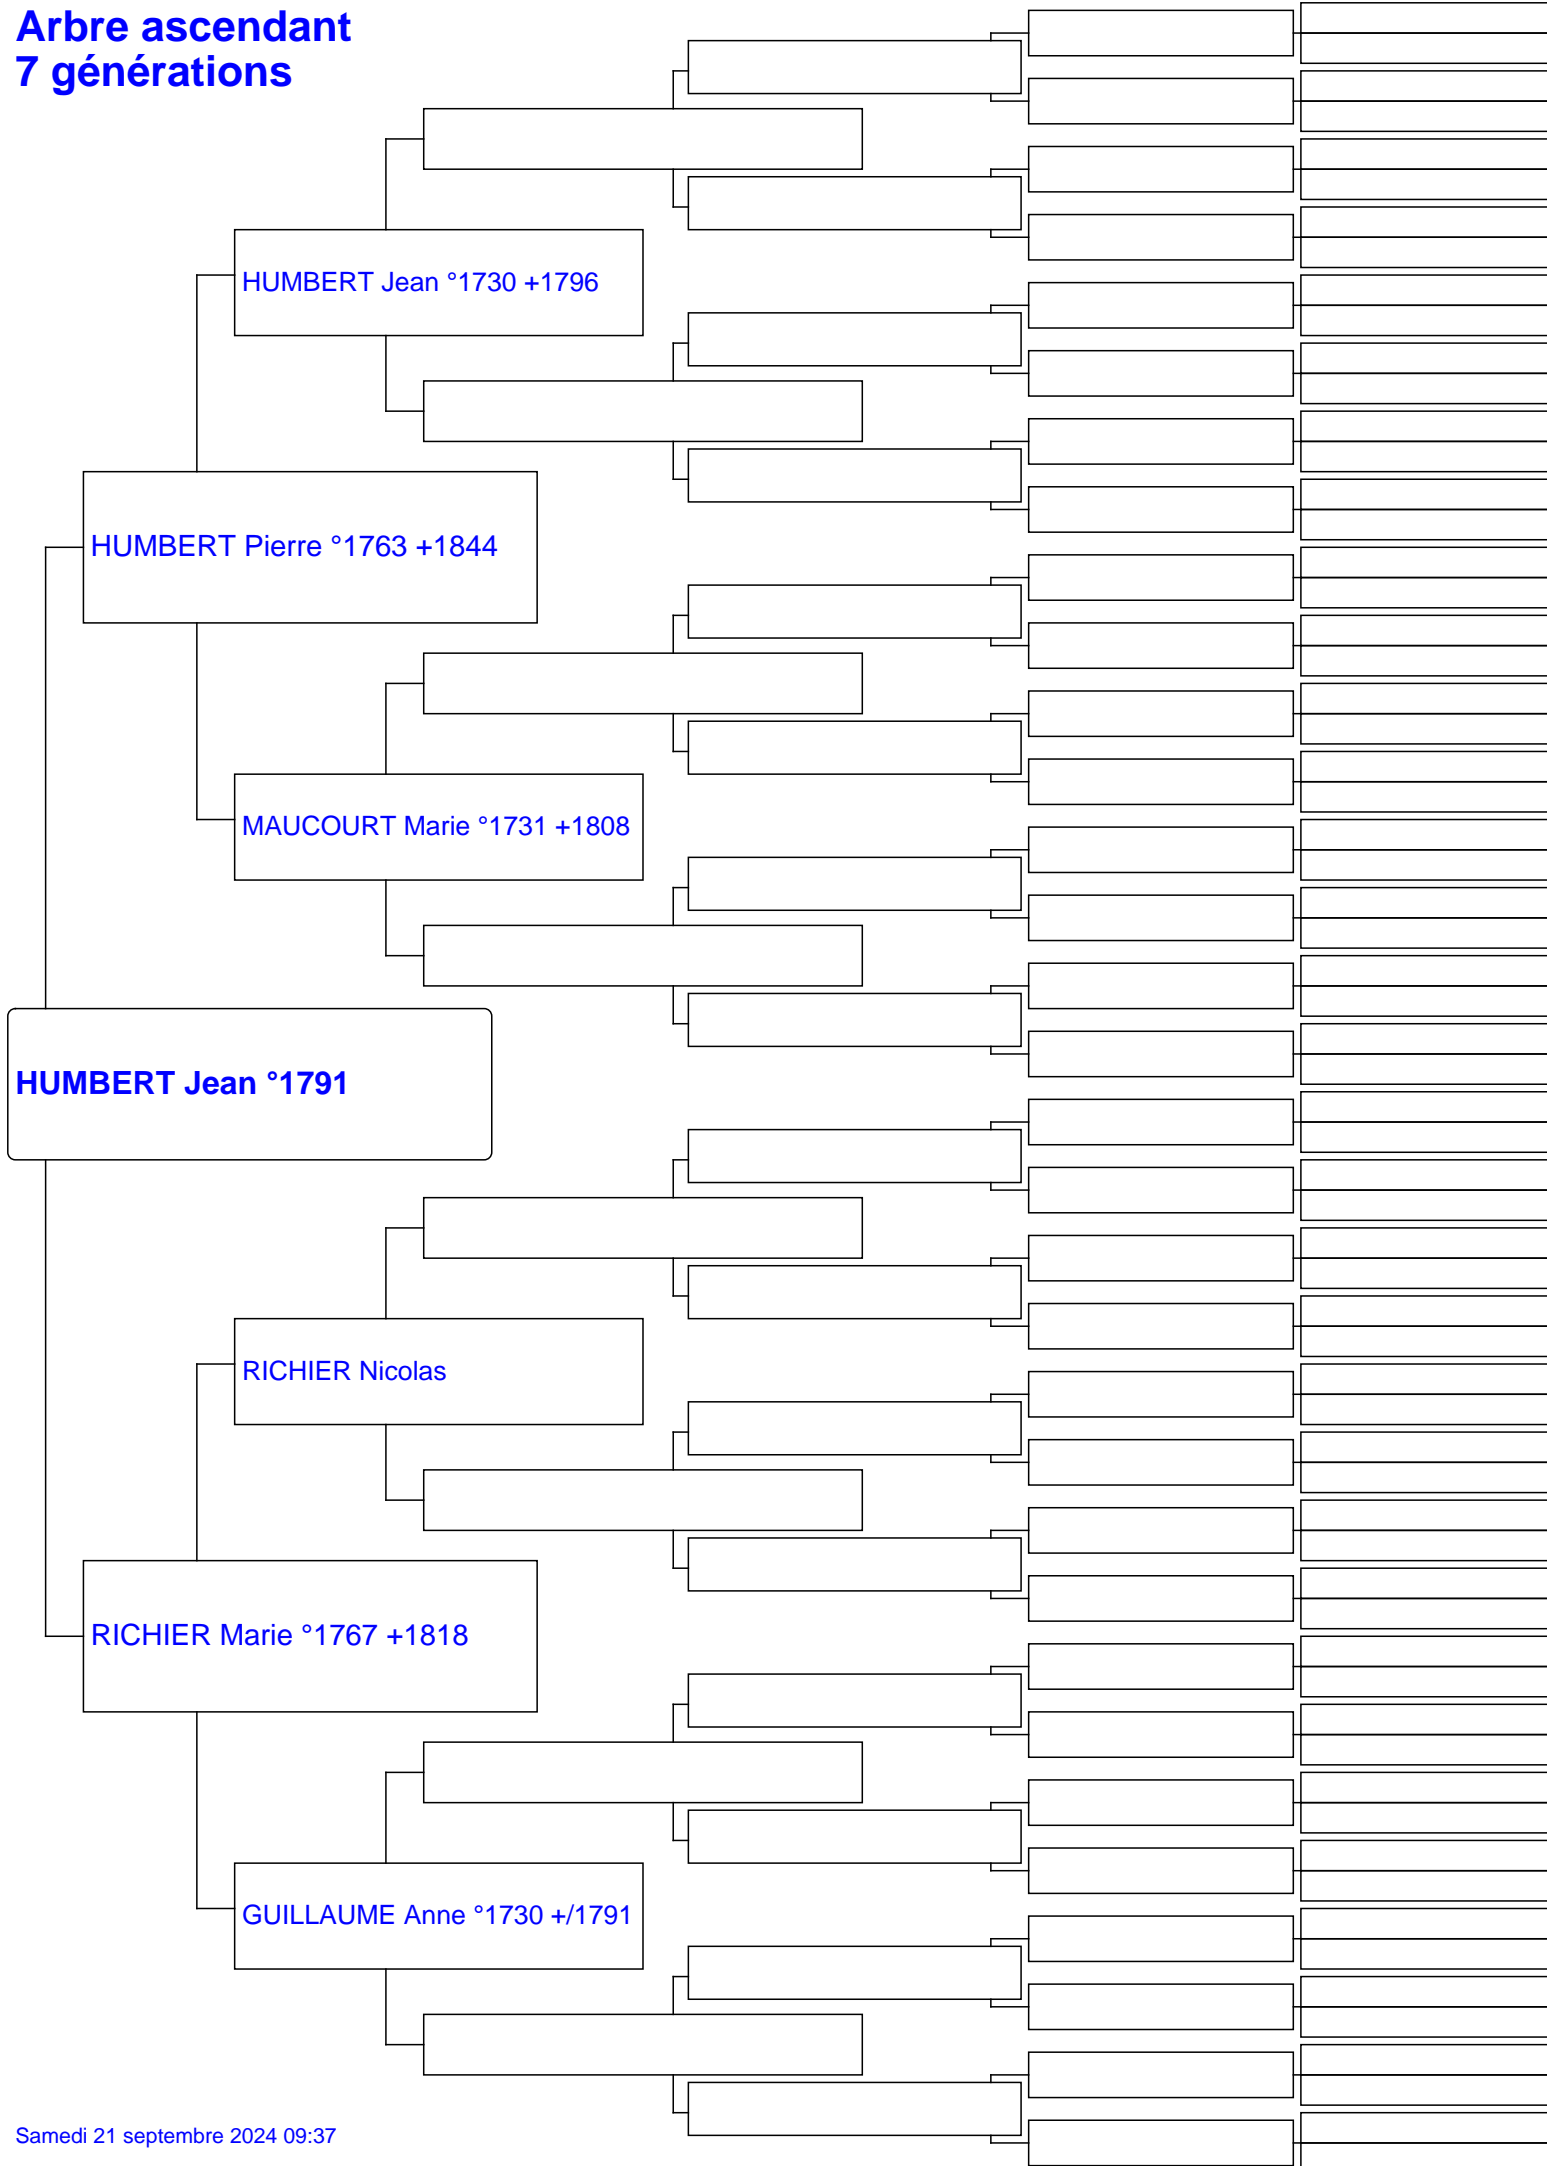 Arbre ascendant
7 générations
HUMBERT Jean °1730 +1796
HUMBERT Pierre °1763 +1844
MAUCOURT Marie °1731 +1808
HUMBERT Jean °1791
RICHIER Nicolas
RICHIER Marie °1767 +1818
GUILLAUME Anne °1730 +/1791
Samedi 21 septembre 2024 09:37